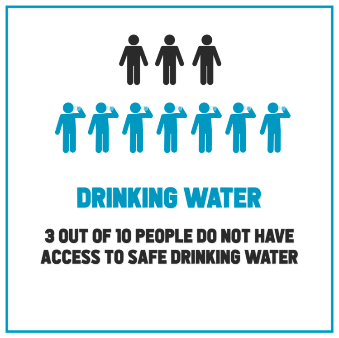 DRINKING WATER
3 OUT OF 10 PEOPLE DO NOT HAVE
ACCESS TO SAFE DRINKING WATER